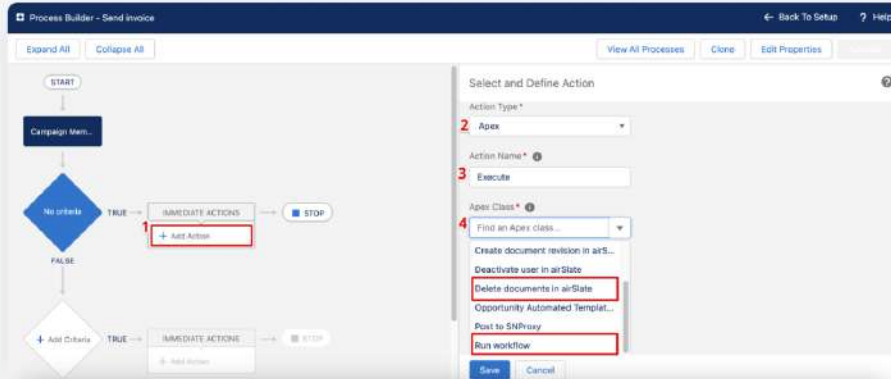 Process Builder - Send invoice
Back To Setup
? Help
Expand All
Collapse All
View All Processes
Clone
Edit Properties
START
Campaign Mem...
No criteria
TRUE
IMMEDIATE ACTIONS
STOP
1
+ Add Action
FALSE
+ Add Criteria
TRUE
IMMEDIATE ACTIONS
STOP
+ Add Action
Select and Define Action
Action Type *
2
Apex
Action Name *
3
Execute
Apex Class *
4
Find an Apex class...
Create document revision in airS...
Deactivate user in airSlate
Delete documents in airSlate
Opportunity Automated Templat...
Post to SNProxy
Run workflow
Save
Cancel